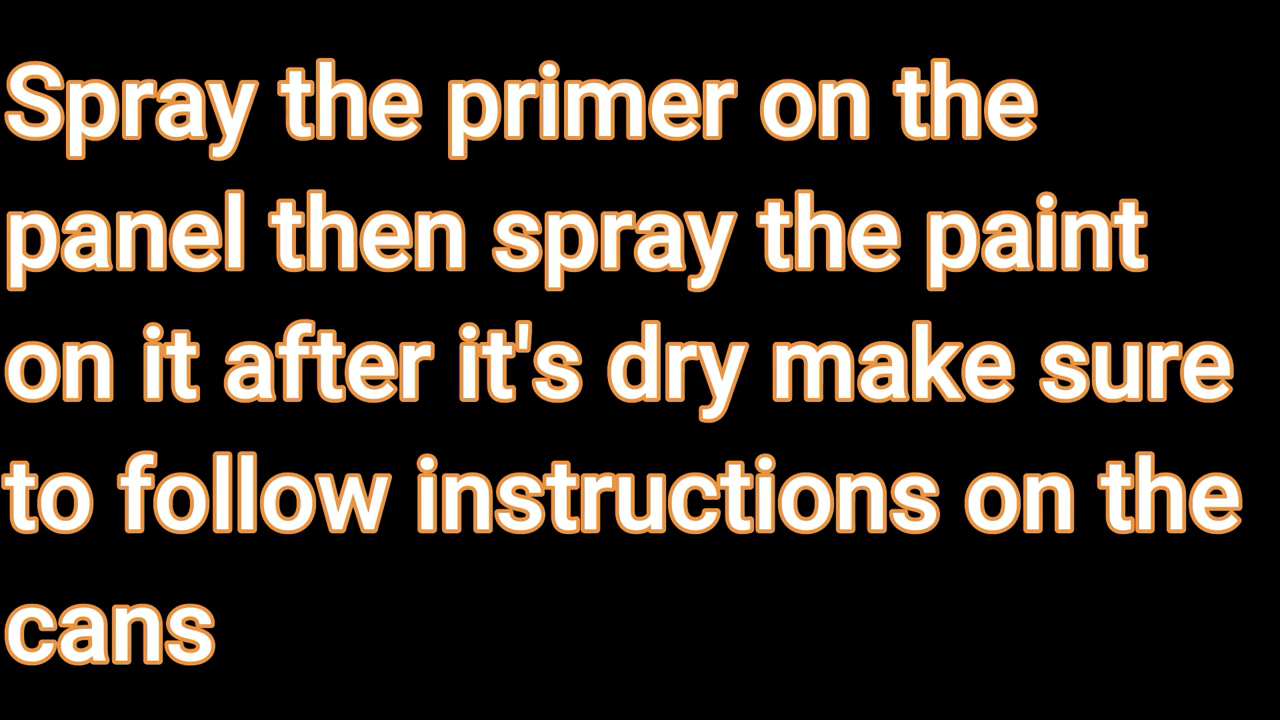 Spray the primer on the
panel then spray the paint
on it after it's dry make sure
to follow instructions on the
cans